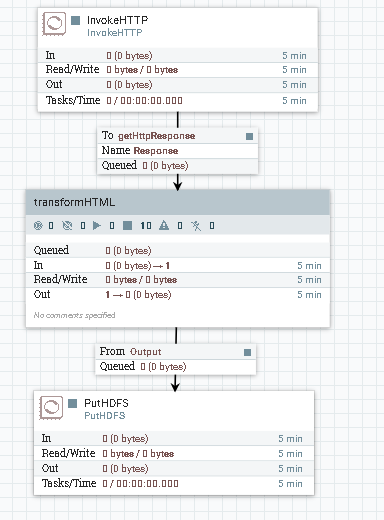 InvokeHTTP
InvokeHTTP
In 0 (0 bytes) 5 min
Read/Write 0 bytes / 0 bytes 5 min
Out 0 (0 bytes) 5 min
Tasks/Time 0 / 00:00:00.000 5 min
To getHttpResponse
Name Response
Queued 0 (0 bytes)
transformHTML
0 0 0 10 0 0
Queued 0 (0 bytes)
In 0 (0 bytes) → 1 5 min
Read/Write 0 bytes / 0 bytes 5 min
Out 1 → 0 (0 bytes) 5 min
No comments specified
From Output
Queued 0 (0 bytes)
PutHDFS
PutHDFS
In 0 (0 bytes) 5 min
Read/Write 0 bytes / 0 bytes 5 min
Out 0 (0 bytes) 5 min
Tasks/Time 0 / 00:00:00.000 5 min